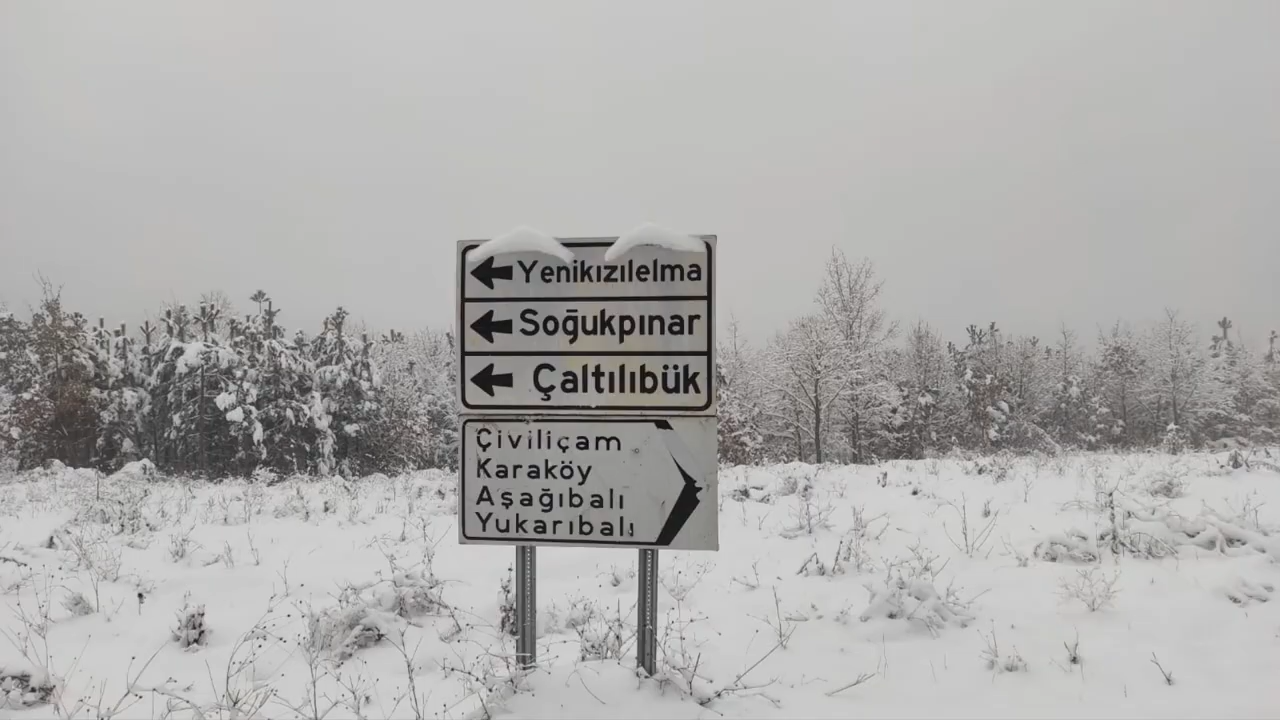 Yenikızılelma
Soğukpınar
Çaltılıbük
Çiviliçam
Karaköy
Aşağıbalı
Yukarıbalı